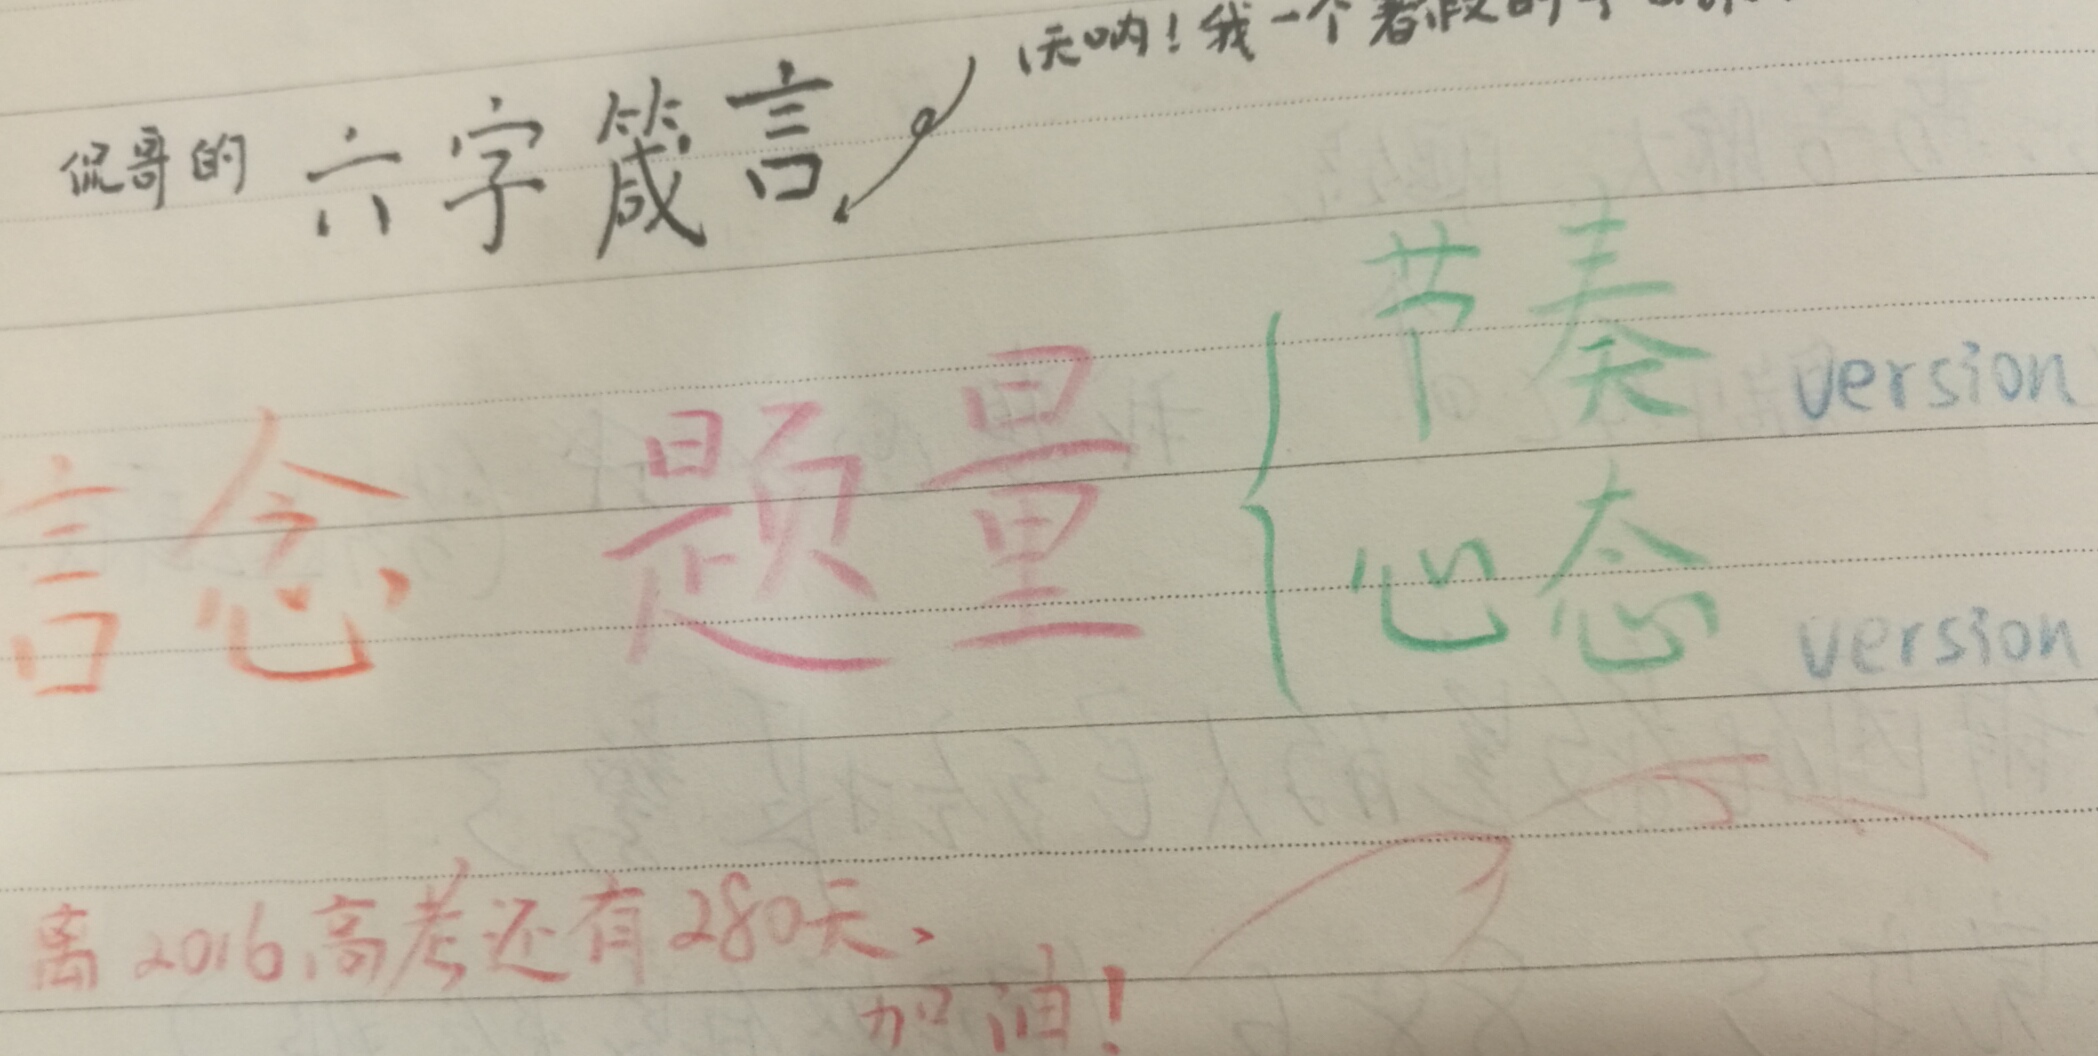 天呐！我一个暑假的
侃哥的 六字箴言
信念 题量 { 节奏 version
心态 version
离2016高考还有280天、
加油！